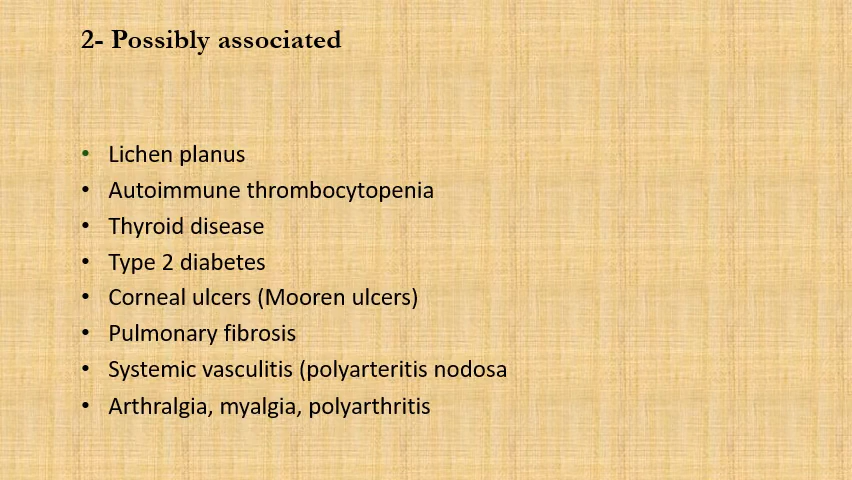 2- Possibly associated
• Lichen planus
• Autoimmune thrombocytopenia
• Thyroid disease
• Type 2 diabetes
• Corneal ulcers (Mooren ulcers)
• Pulmonary fibrosis
• Systemic vasculitis (polyarteritis nodosa
• Arthralgia, myalgia, polyarthritis